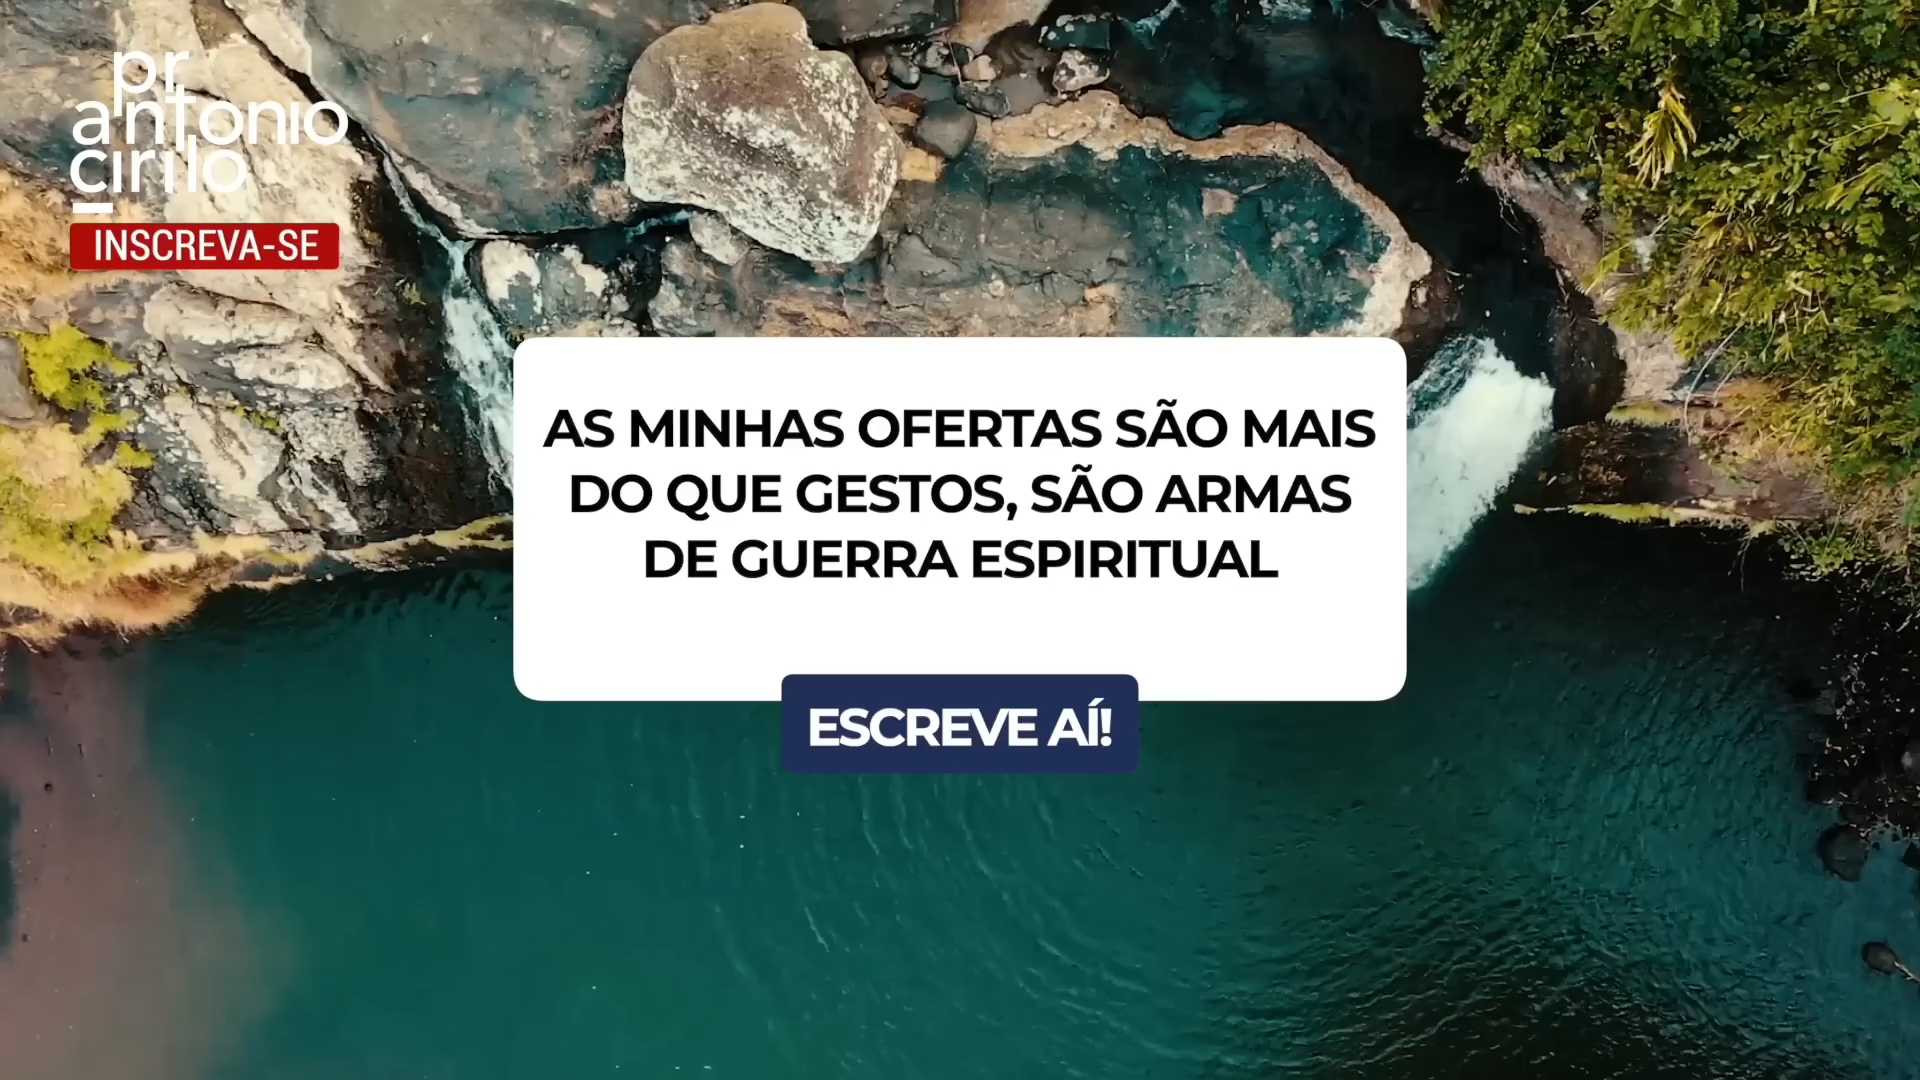 pr
antonio
cirilo
INSCREVA-SE
AS MINHAS OFERTAS SÃO MAIS
DO QUE GESTOS, SÃO ARMAS
DE GUERRA ESPIRITUAL
ESCREVE AÍ!